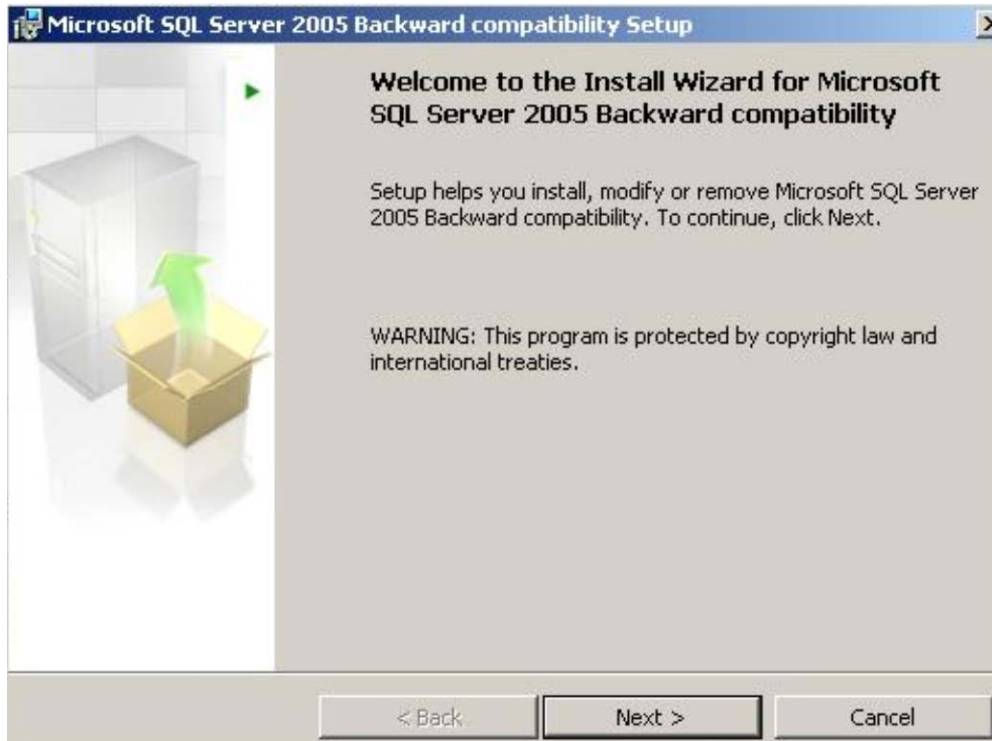 Microsoft SQL Server 2005 Backward compatibility Setup
Welcome to the Install Wizard for Microsoft
SQL Server 2005 Backward compatibility
Setup helps you install, modify or remove Microsoft SQL Server
2005 Backward compatibility. To continue, click Next.
WARNING: This program is protected by copyright law and
international treaties.
< Back
Next >
Cancel